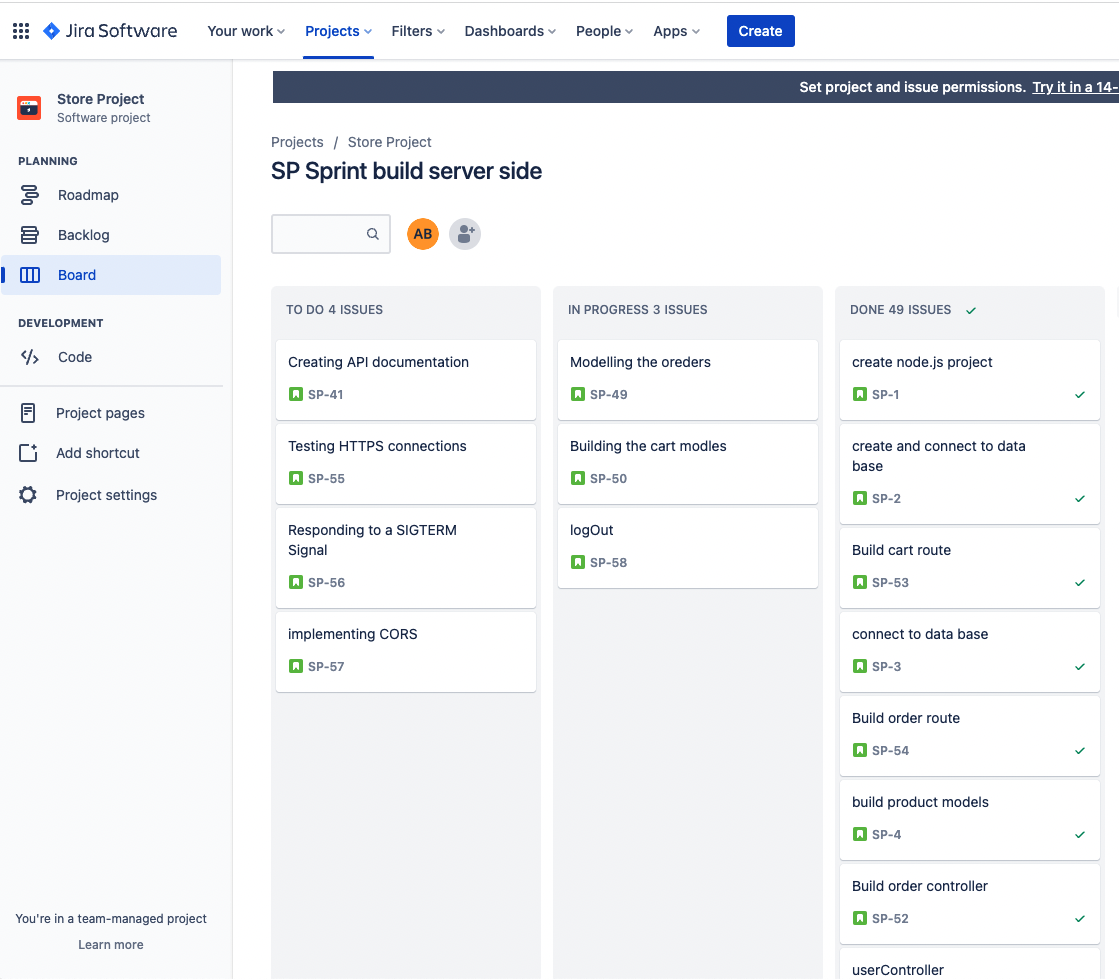 Jira Software
Your work
Projects
Filters
Dashboards
People
Apps
Create
Store Project
Software project
PLANNING
Roadmap
Backlog
Board
DEVELOPMENT
Code
Project pages
Add shortcut
Project settings
You're in a team-managed project
Learn more
Set project and issue permissions. Try it in a 14-
Projects / Store Project
SP Sprint build server side
AB
TO DO 4 ISSUES
Creating API documentation
SP-41
Testing HTTPS connections
SP-55
Responding to a SIGTERM
Signal
SP-56
implementing CORS
SP-57
IN PROGRESS 3 ISSUES
Modelling the oreders
SP-49
Building the cart modles
SP-50
logOut
SP-58
DONE 49 ISSUES
create node.js project
SP-1
create and connect to data
base
SP-2
Build cart route
SP-53
connect to data base
SP-3
Build order route
SP-54
build product models
SP-4
Build order controller
SP-52
userController